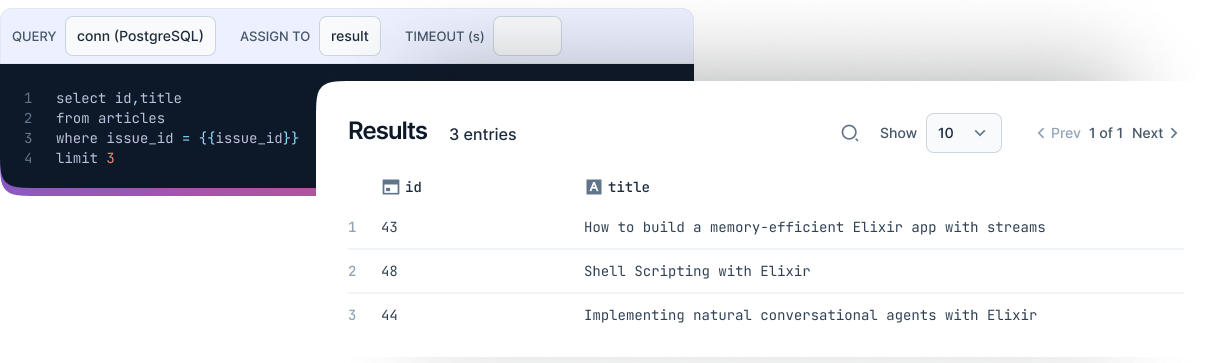 QUERY conn (PostgreSQL) ASSIGN TO result TIMEOUT (s)
1 select id,title
2 from articles
3 where issue_id = {{issue_id}}
4 limit 3
Results 3 entries Show 10 Prev 1 of 1 Next
id title
1 43 How to build a memory-efficient Elixir app with streams
2 48 Shell Scripting with Elixir
3 44 Implementing natural conversational agents with Elixir